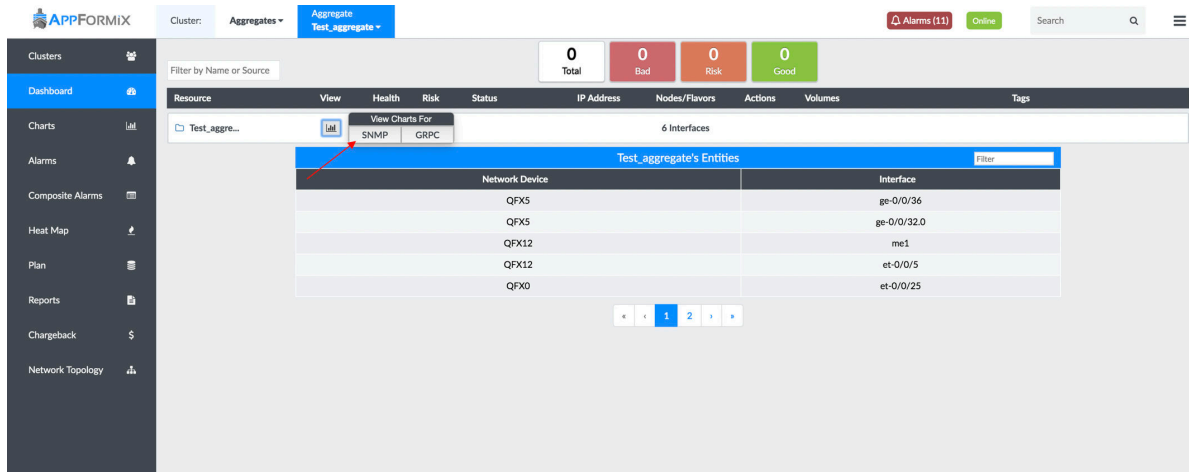 APPFORMIX
Cluster:
Aggregates
Aggregate
Test_aggregate
Alarms (11)
Online
Search
Clusters
Dashboard
Charts
Alarms
Composite Alarms
Heat Map
Plan
Reports
Chargeback
Network Topology
Filter by Name or Source
0
Total
0
Bad
0
Risk
0
Good
Resource View Health Risk Status IP Address Nodes/Flavors Actions Volumes Tags
Test_aggre...
View Charts For
SNMP GRPC
6 Interfaces
Test_aggregate's Entities
Filter
Network Device Interface
QFX5 ge-0/0/36
QFX5 ge-0/0/32.0
QFX12 me1
QFX12 et-0/0/5
QFX0 et-0/0/25
« ‹ 1 2 › »